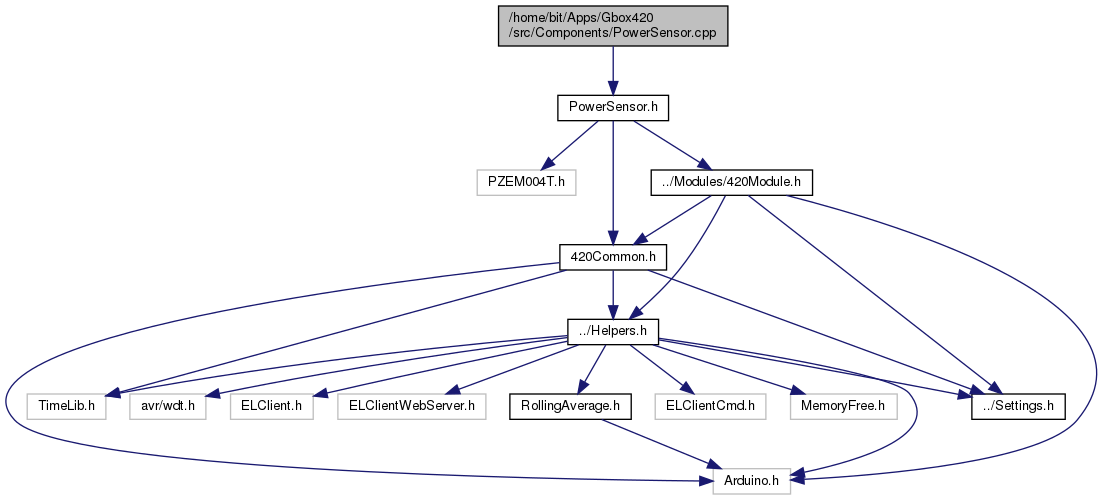 /home/bit/Apps/Gbox420
/src/Components/PowerSensor.cpp
PowerSensor.h
PZEM004T.h
../Modules/420Module.h
420Common.h
../Helpers.h
TimeLib.h
avr/wdt.h
ELClient.h
ELClientWebServer.h
RollingAverage.h
ELClientCmd.h
MemoryFree.h
../Settings.h
Arduino.h